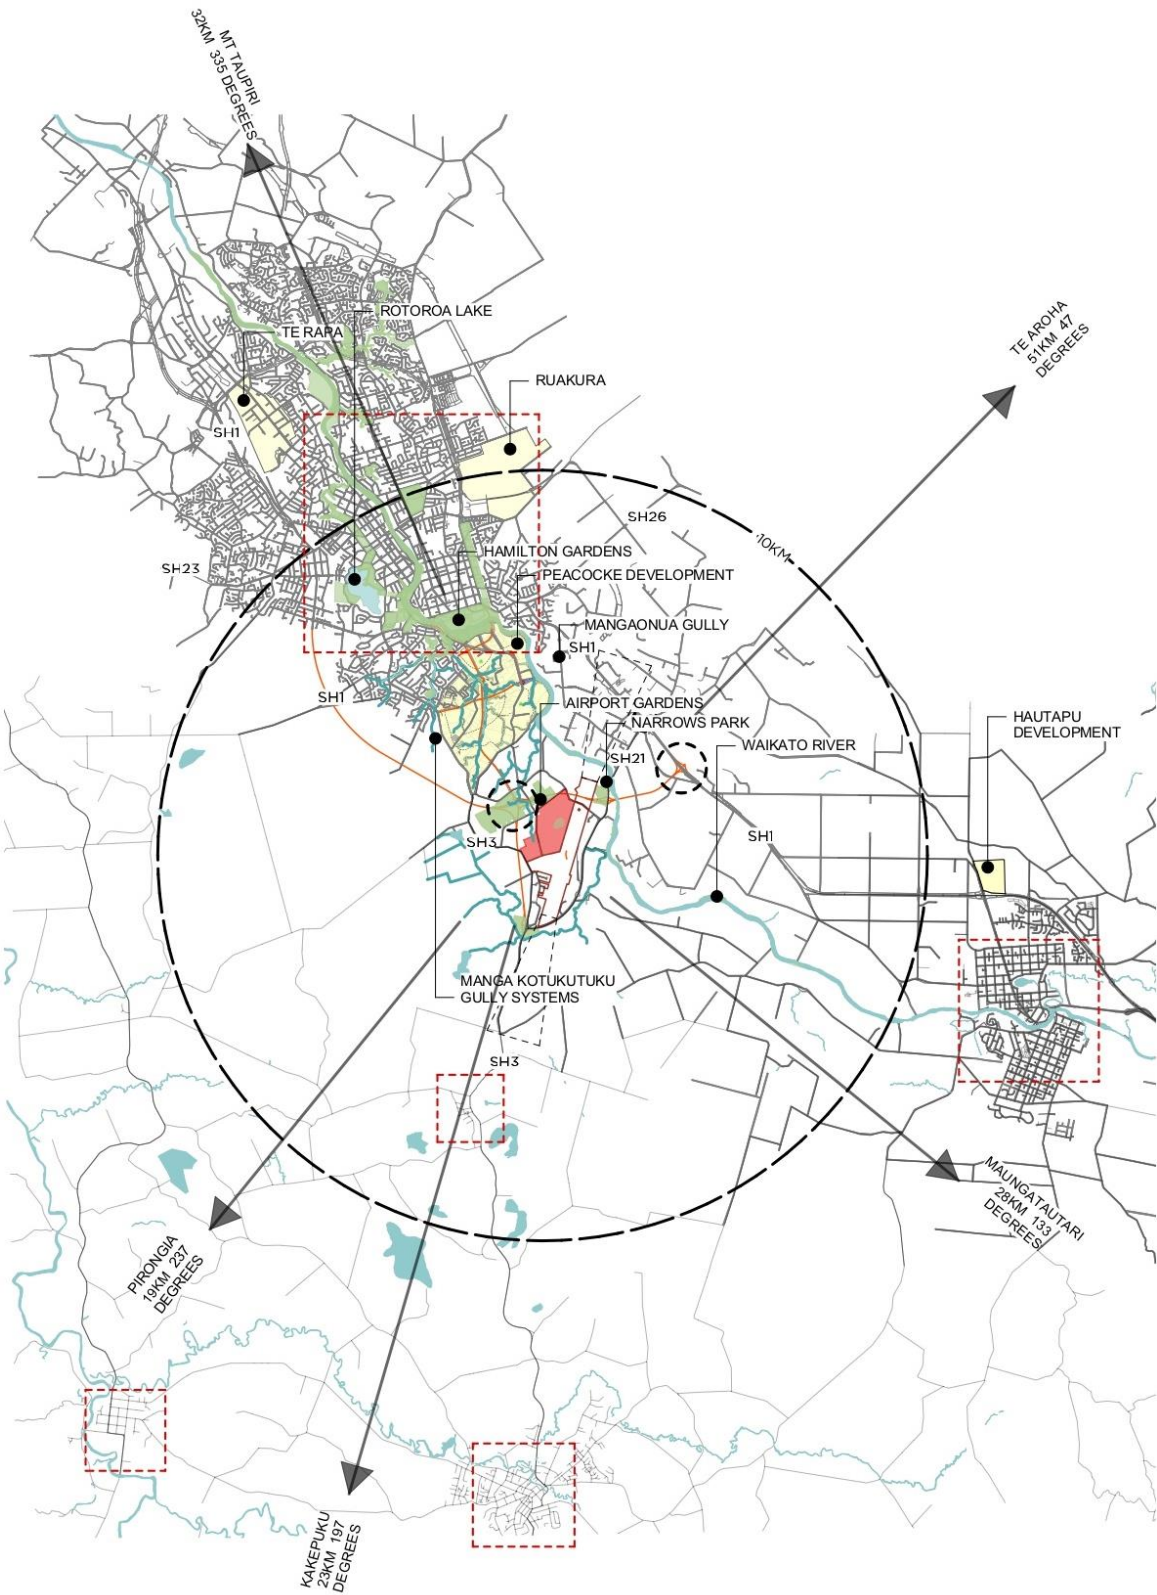 MT TAUPIRI
32KM 335 DEGREES
ROTOROA LAKE
TE RAPA
TE AROHA
51KM 47
DEGREES
RUAKURA
SH1
SH26
10KM
HAMILTON GARDENS
SH23
PEACOCKE DEVELOPMENT
MANGAONUA GULLY
SH1
SH1
AIRPORT GARDENS
NARROWS PARK
HAUTAPU
DEVELOPMENT
WAIKATO RIVER
SH21
SH3
SH1
MANGA KOTUKUTUKU
GULLY SYSTEMS
SH3
MAUNGATAUTARI
28KM 133
DEGREES
PIRONGIA
19KM 237
DEGREES
KAKEPUKU
23KM 197
DEGREES